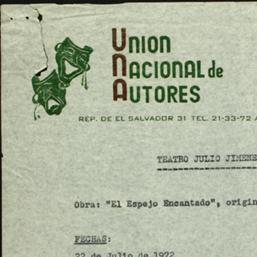 UNION
NACIONAL de
AUTORES
REP. DE EL SALVADOR 31 TEL. 21-33-72
TEATRO JULIO JIMENE
Obra: "El Espejo Encantado", origin
FECHAS:
22 de Julio de 1972